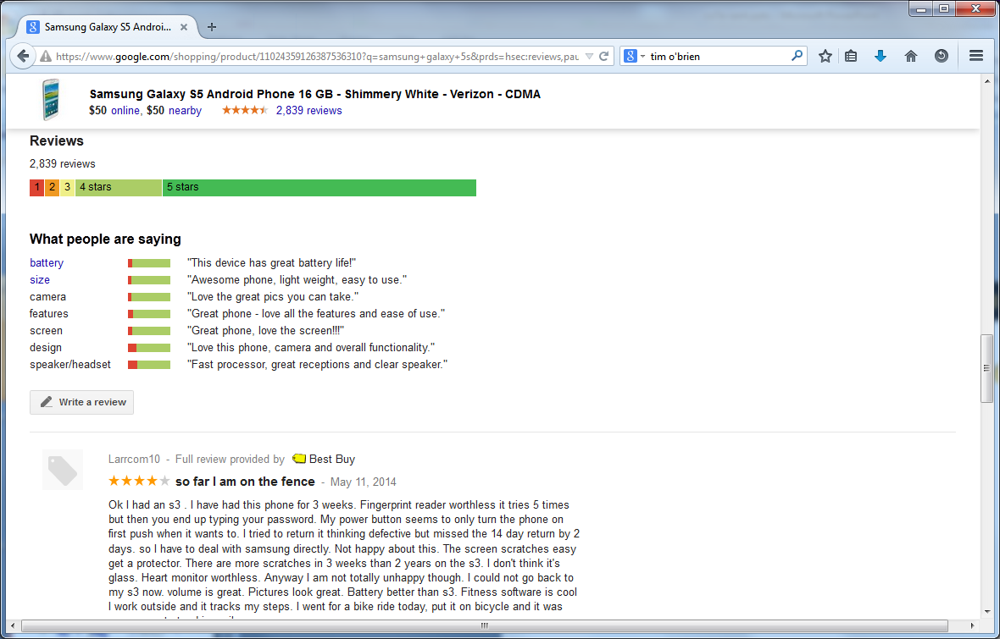 Samsung Galaxy S5 Androi...
https://www.google.com/shopping/product/11024359126387536310?q=samsung+galaxy+5s&prds=hsec:reviews,pau
tim o'brien
Samsung Galaxy S5 Android Phone 16 GB - Shimmery White - Verizon - CDMA
$50 online, $50 nearby 2,839 reviews
Reviews
2,839 reviews
1 2 3 4 stars 5 stars
What people are saying
battery "This device has great battery life!"
size "Awesome phone, light weight, easy to use."
camera "Love the great pics you can take."
features "Great phone - love all the features and ease of use."
screen "Great phone, love the screen!!!"
design "Love this phone, camera and overall functionality."
speaker/headset "Fast processor, great receptions and clear speaker."
Write a review
Larrcom10 - Full review provided by Best Buy
so far I am on the fence - May 11, 2014
Ok I had an s3 . I have had this phone for 3 weeks. Fingerprint reader worthless it tries 5 times
but then you end up typing your password. My power button seems to only turn the phone on
first push when it wants to. I tried to return it thinking defective but missed the 14 day return by 2
days. so I have to deal with samsung directly. Not happy about this. The screen scratches easy
get a protector. There are more scratches in 3 weeks than 2 years on the s3. I don't think it's
glass. Heart monitor worthless. Anyway I am not totally unhappy though. I could not go back to
my s3 now. volume is great. Pictures look great. Battery better than s3. Fitness software is cool
I work outside and it tracks my steps. I went for a bike ride today, put it on bicycle and it was